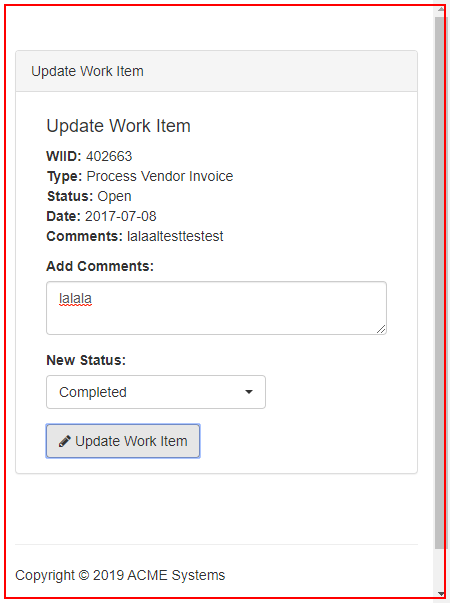 Update Work Item
Update Work Item
WIID: 402663
Type: Process Vendor Invoice
Status: Open
Date: 2017-07-08
Comments: lalaaltesttestest
Add Comments:
lalala
New Status:
Completed
Update Work Item
Copyright © 2019 ACME Systems